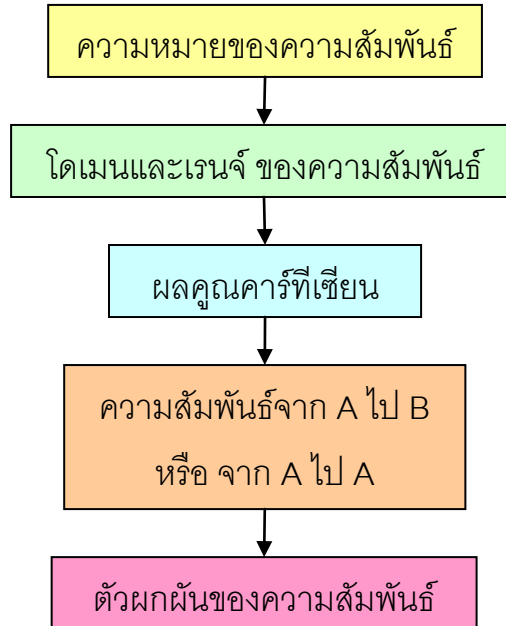 ความหมายของความสัมพันธ์
โดเมนและเรนจ์ ของความสัมพันธ์
ผลคูณคาร์ทีเซียน
ความสัมพันธ์จาก A ไป B
หรือ จาก A ไป A
ตัวผกผันของความสัมพันธ์